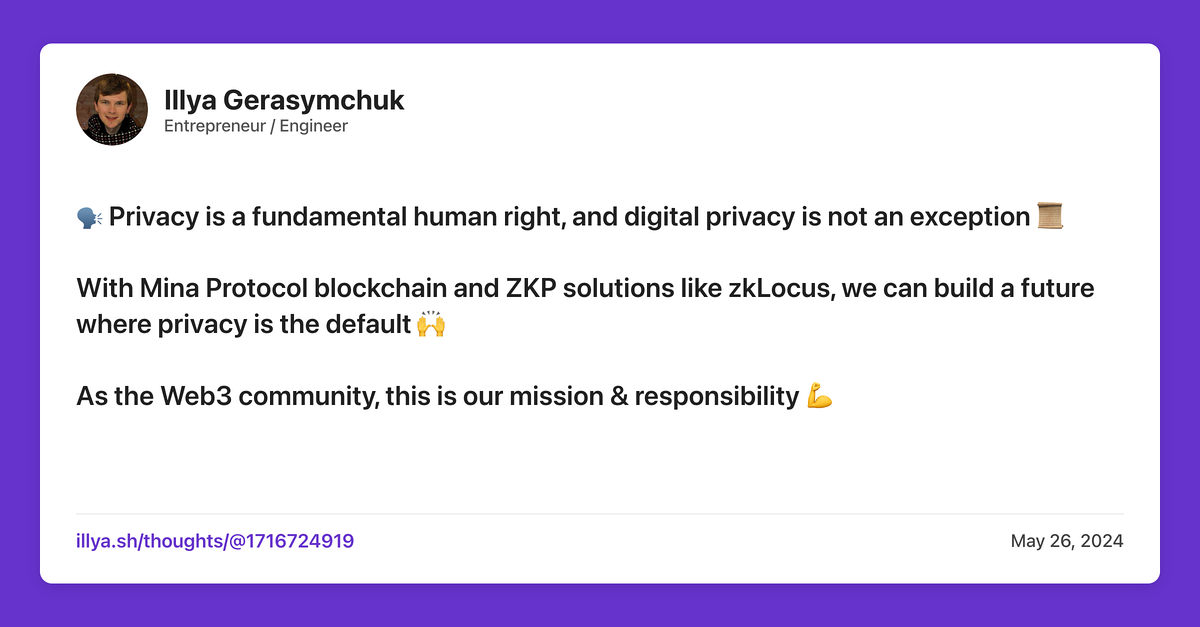 Illya Gerasymchuk
Entrepreneur / Engineer
🗣️ Privacy is a fundamental human right, and digital privacy is not an exception 📜
With Mina Protocol blockchain and ZKP solutions like zkLocus, we can build a future
where privacy is the default 🙌
As the Web3 community, this is our mission & responsibility 💪
illya.sh/thoughts/@1716724919
May 26, 2024